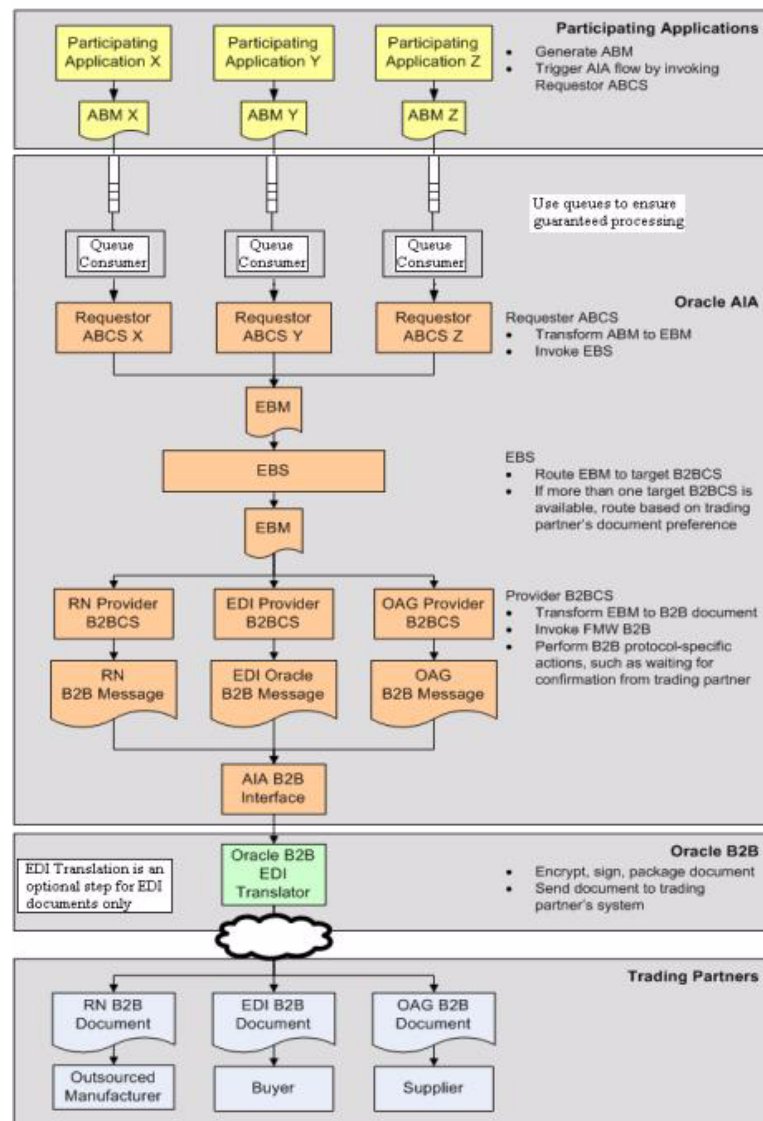 Participating Applications
Participating
Application X
Participating
Application Y
Participating
Application Z
• Generate ABM
• Trigger AIA flow by invoking
Requestor ABCS
ABM X
ABM Y
ABM Z
Use queues to ensure
guaranteed processing
Queue
Consumer
Queue
Consumer
Queue
Consumer
Oracle AIA
Requestor
ABCS X
Requestor
ABCS Y
Requestor
ABCS Z
Requester ABCS
• Transform ABM to EBM
• Invoke EBS
EBM
EBS
EBS
• Route EBM to target B2BCS
• If more than one target B2BCS is
available, route based on trading
partner's document preference
EBM
RN Provider
B2BCS
EDI Provider
B2BCS
OAG Provider
B2BCS
Provider B2BCS
• Transform EBM to B2B document
• Invoke FMW B2B
• Perform B2B protocol-specific
actions, such as waiting for
confirmation from trading partner
RN
B2B Message
EDI Oracle
B2B Message
OAG
B2B Message
AIA B2B
Interface
Oracle B2B
EDI Translation is an
optional step for EDI
documents only
Oracle B2B
EDI
Translator
• Encrypt, sign, package document
• Send document to trading
partner's system
Trading Partners
RN B2B
Document
EDI B2B
Document
OAG B2B
Document
Outsourced
Manufacturer
Buyer
Supplier